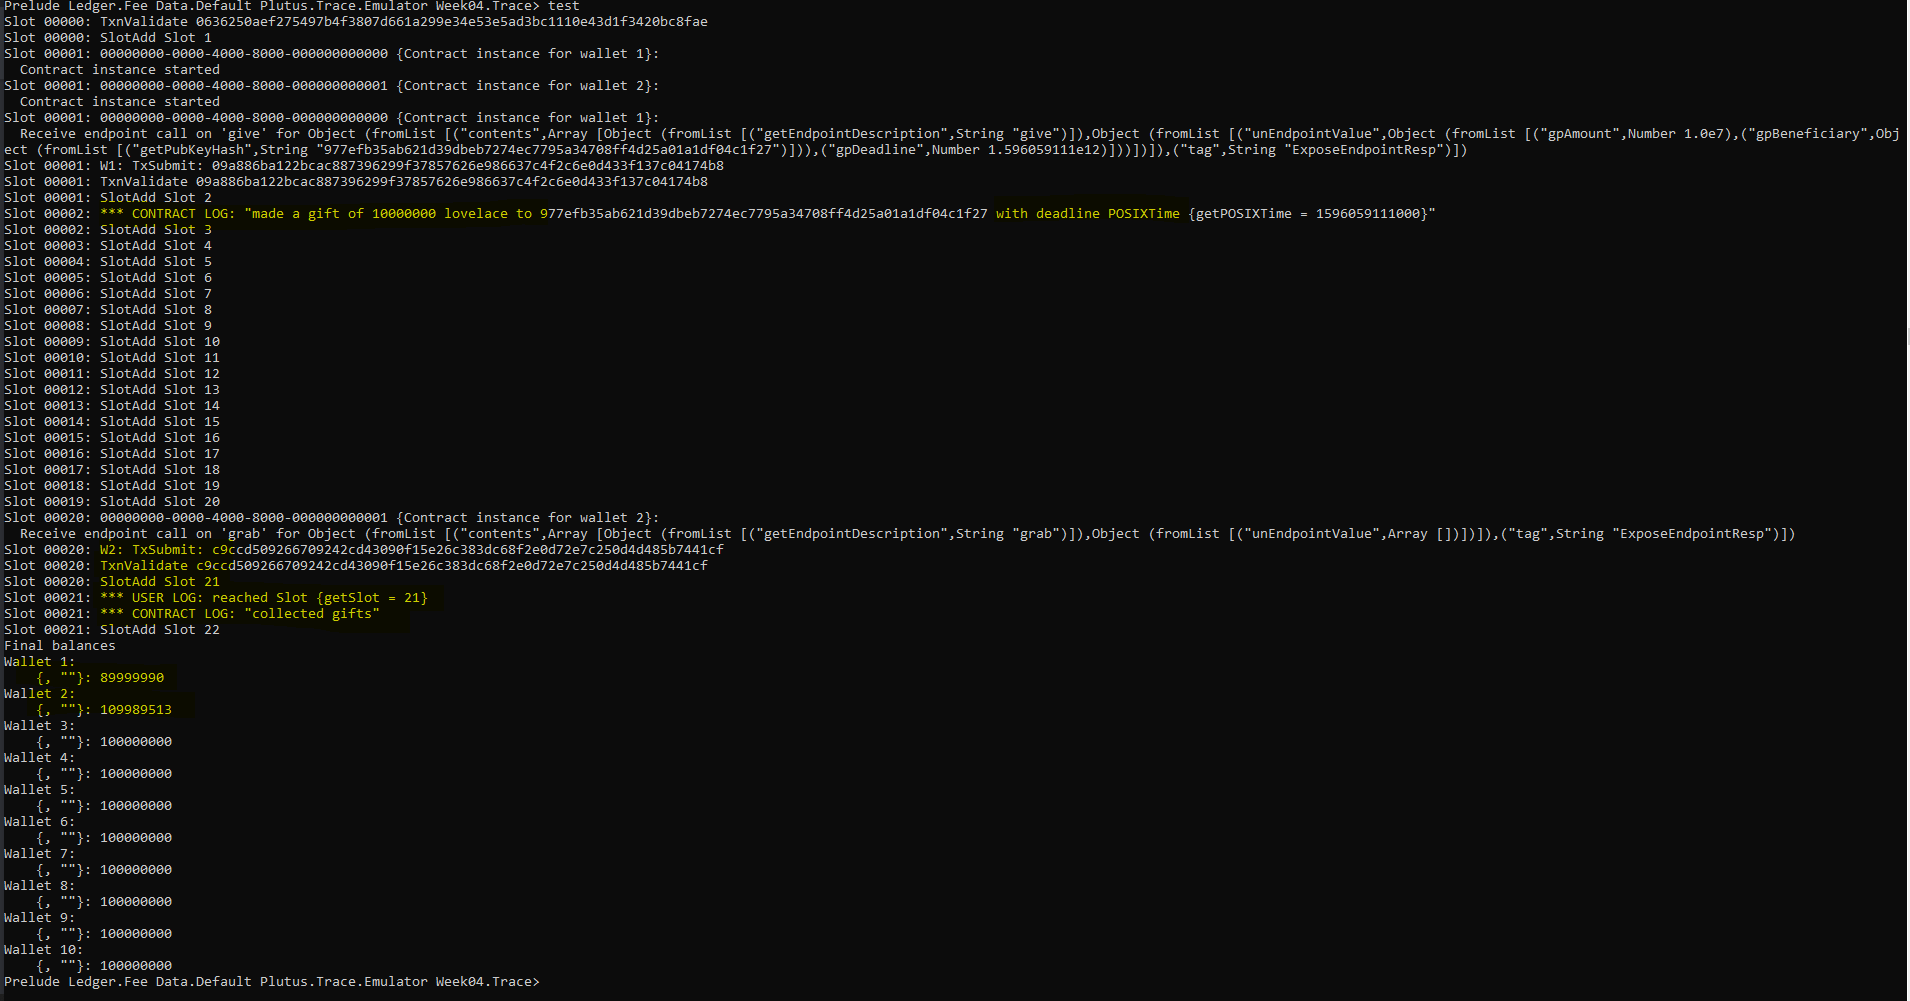 Prelude Ledger.Fee Data.Default Plutus.Trace.Emulator Week04.Trace> test
Slot 00000: TxnValidate 0636250aef275497b4f3807d661a299e34e53e5ad3bc1110e43d1f3420bc8fae
Slot 00000: SlotAdd Slot 1
Slot 00001: 00000000-0000-4000-8000-000000000000 {Contract instance for wallet 1}:
  Contract instance started
Slot 00001: 00000000-0000-4000-8000-000000000001 {Contract instance for wallet 2}:
  Contract instance started
Slot 00001: 00000000-0000-4000-8000-000000000000 {Contract instance for wallet 1}:
  Receive endpoint call on 'give' for Object (fromList [("contents",Array [Object (fromList [("getEndpointDescription",String "give")]),Object (fromList [("unEndpointValue",Object (fromList [("gpAmount",Number 1.0e7),("gpBeneficiary",Obj
ect (fromList [("getPubKeyHash",String "977efb35ab621d39dbeb7274ec7795a34708ff4d25a01a1df04c1f27")])),("gpDeadline",Number 1.596059111e12)]))])]),("tag",String "ExposeEndpointResp")])
Slot 00001: W1: TxSubmit: 09a886ba122bcac887396299f37857626e986637c4f2c6e0d433f137c04174b8
Slot 00001: TxnValidate 09a886ba122bcac887396299f37857626e986637c4f2c6e0d433f137c04174b8
Slot 00001: SlotAdd Slot 2
Slot 00002: *** CONTRACT LOG: "made a gift of 10000000 lovelace to 977efb35ab621d39dbeb7274ec7795a34708ff4d25a01a1df04c1f27 with deadline POSIXTime {getPOSIXTime = 1596059111000}"
Slot 00002: SlotAdd Slot 3
Slot 00003: SlotAdd Slot 4
Slot 00004: SlotAdd Slot 5
Slot 00005: SlotAdd Slot 6
Slot 00006: SlotAdd Slot 7
Slot 00007: SlotAdd Slot 8
Slot 00008: SlotAdd Slot 9
Slot 00009: SlotAdd Slot 10
Slot 00010: SlotAdd Slot 11
Slot 00011: SlotAdd Slot 12
Slot 00012: SlotAdd Slot 13
Slot 00013: SlotAdd Slot 14
Slot 00014: SlotAdd Slot 15
Slot 00015: SlotAdd Slot 16
Slot 00016: SlotAdd Slot 17
Slot 00017: SlotAdd Slot 18
Slot 00018: SlotAdd Slot 19
Slot 00019: SlotAdd Slot 20
Slot 00020: 00000000-0000-4000-8000-000000000001 {Contract instance for wallet 2}:
  Receive endpoint call on 'grab' for Object (fromList [("contents",Array [Object (fromList [("getEndpointDescription",String "grab")]),Object (fromList [("unEndpointValue",Array [])])]),("tag",String "ExposeEndpointResp")])
Slot 00020: W2: TxSubmit: c9ccd509266709242cd43090f15e26c383dc68f2e0d72e7c250d4d485b7441cf
Slot 00020: TxnValidate c9ccd509266709242cd43090f15e26c383dc68f2e0d72e7c250d4d485b7441cf
Slot 00020: SlotAdd Slot 21
Slot 00021: *** USER LOG: reached Slot {getSlot = 21}
Slot 00021: *** CONTRACT LOG: "collected gifts"
Slot 00021: SlotAdd Slot 22
Final balances
Wallet 1:
    {, ""}: 89999990
Wallet 2:
    {, ""}: 109989513
Wallet 3:
    {, ""}: 100000000
Wallet 4:
    {, ""}: 100000000
Wallet 5:
    {, ""}: 100000000
Wallet 6:
    {, ""}: 100000000
Wallet 7:
    {, ""}: 100000000
Wallet 8:
    {, ""}: 100000000
Wallet 9:
    {, ""}: 100000000
Wallet 10:
    {, ""}: 100000000
Prelude Ledger.Fee Data.Default Plutus.Trace.Emulator Week04.Trace>